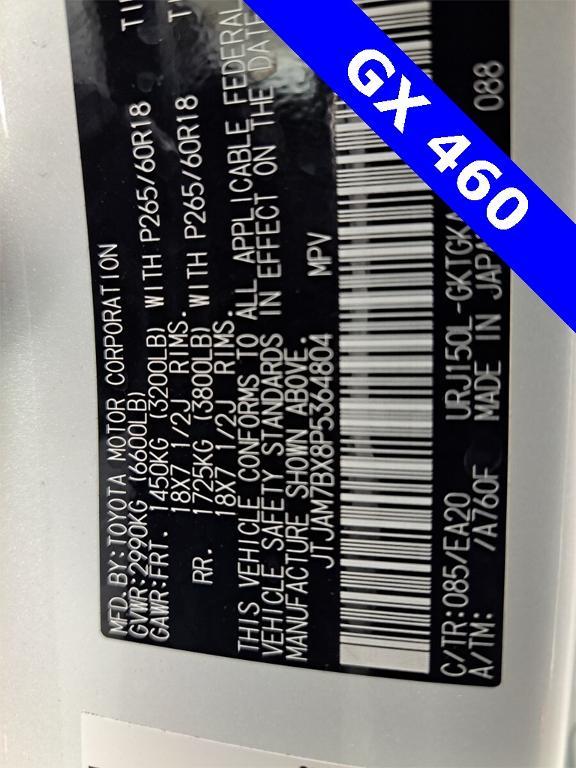 GX 460
MFD.BY:TOYOTA MOTOR CORPORATION
GVWR:2990KG (6600LB)
GAWR:FRT. 1450KG (3200LB) WITH P265/60R18 TI
18X7 1/2J RIMS.
RR. 1725KG (3800LB) WITH P265/60R18 TI
18X7 1/2J RIMS.
THIS VEHICLE CONFORMS TO ALL APPLICABLE FEDERAL
VEHICLE SAFETY STANDARDS IN EFFECT ON THE DATE
MANUFACTURE SHOWN ABOVE.
JTJAM7BX8P5364804 MPV
C/TR:085/EA20 URJ150L-GKTGKA
A/TM: /A760F MADE IN JAPA 088